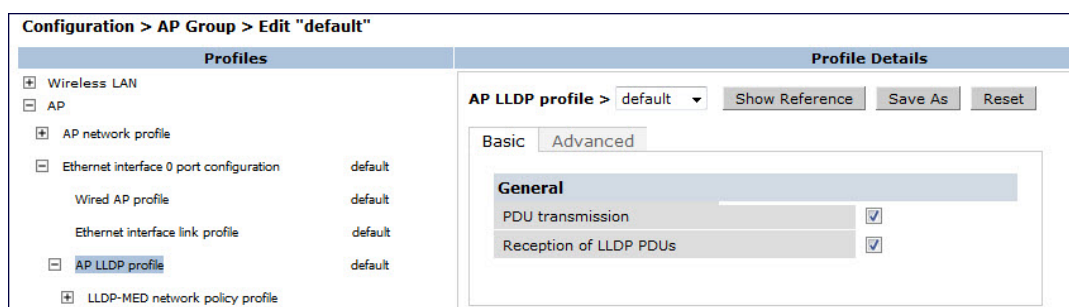 Configuration > AP Group > Edit "default"
Profiles
Wireless LAN
AP
AP network profile
Ethernet interface 0 port configuration default
Wired AP profile default
Ethernet interface link profile default
AP LLDP profile default
LLDP-MED network policy profile
Profile Details
AP LLDP profile > default Show Reference Save As Reset
Basic Advanced
General
PDU transmission
Reception of LLDP PDUs